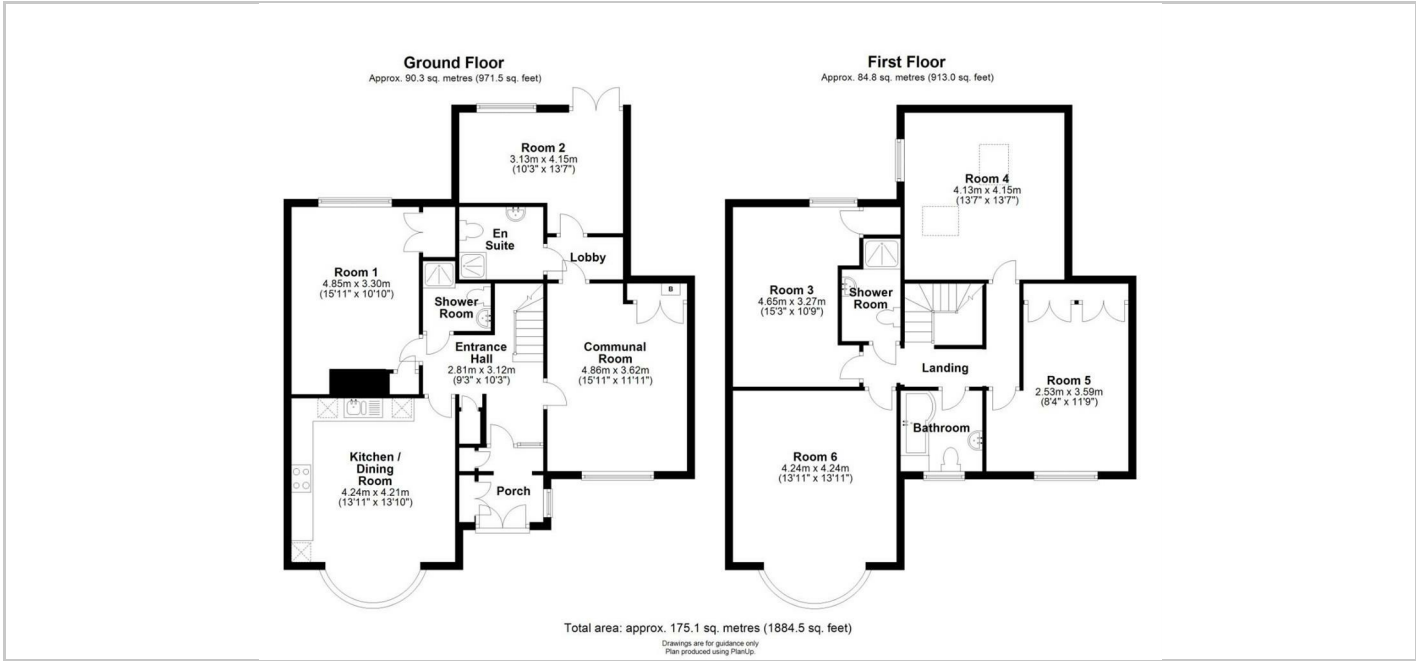 Ground Floor
Approx. 90.3 sq. metres (971.5 sq. feet)
Room 2
3.13m x 4.15m
(10'3" x 13'7")
En
Suite
Lobby
Room 1
4.85m x 3.30m
(15'11" x 10'10")
Shower
Room
B
Entrance
Hall
2.81m x 3.12m
(9'3" x 10'3")
Communal
Room
4.86m x 3.62m
(15'11" x 11'11")
Kitchen /
Dining
Room
4.24m x 4.21m
(13'11" x 13'10")
Porch
First Floor
Approx. 84.8 sq. metres (913.0 sq. feet)
Room 4
4.13m x 4.15m
(13'7" x 13'7")
Room 3
4.65m x 3.27m
(15'3" x 10'9")
Shower
Room
Landing
Room 5
2.53m x 3.59m
(8'4" x 11'9")
Bathroom
Room 6
4.24m x 4.24m
(13'11" x 13'11")
Total area: approx. 175.1 sq. metres (1884.5 sq. feet)
Drawings are for guidance only
Plan produced using PlanUp.